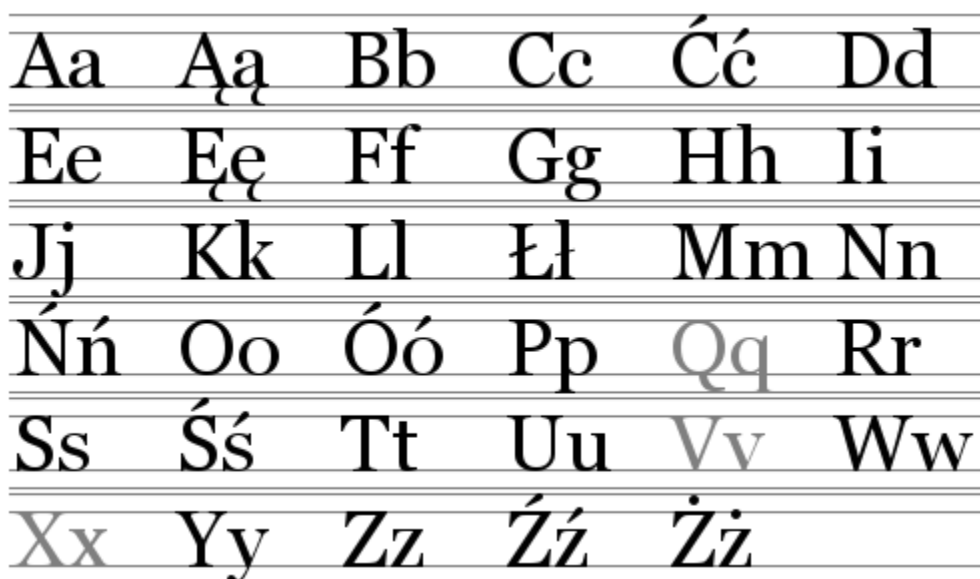 Aa Ąą Bb Cc Ćć Dd
Ee Ęę Ff Gg Hh Ii
Jj Kk Ll Łł Mm Nn
Ńń Oo Óó Pp Qq Rr
Ss Śś Tt Uu Vv Ww
Xx Yy Zz Źź Żż